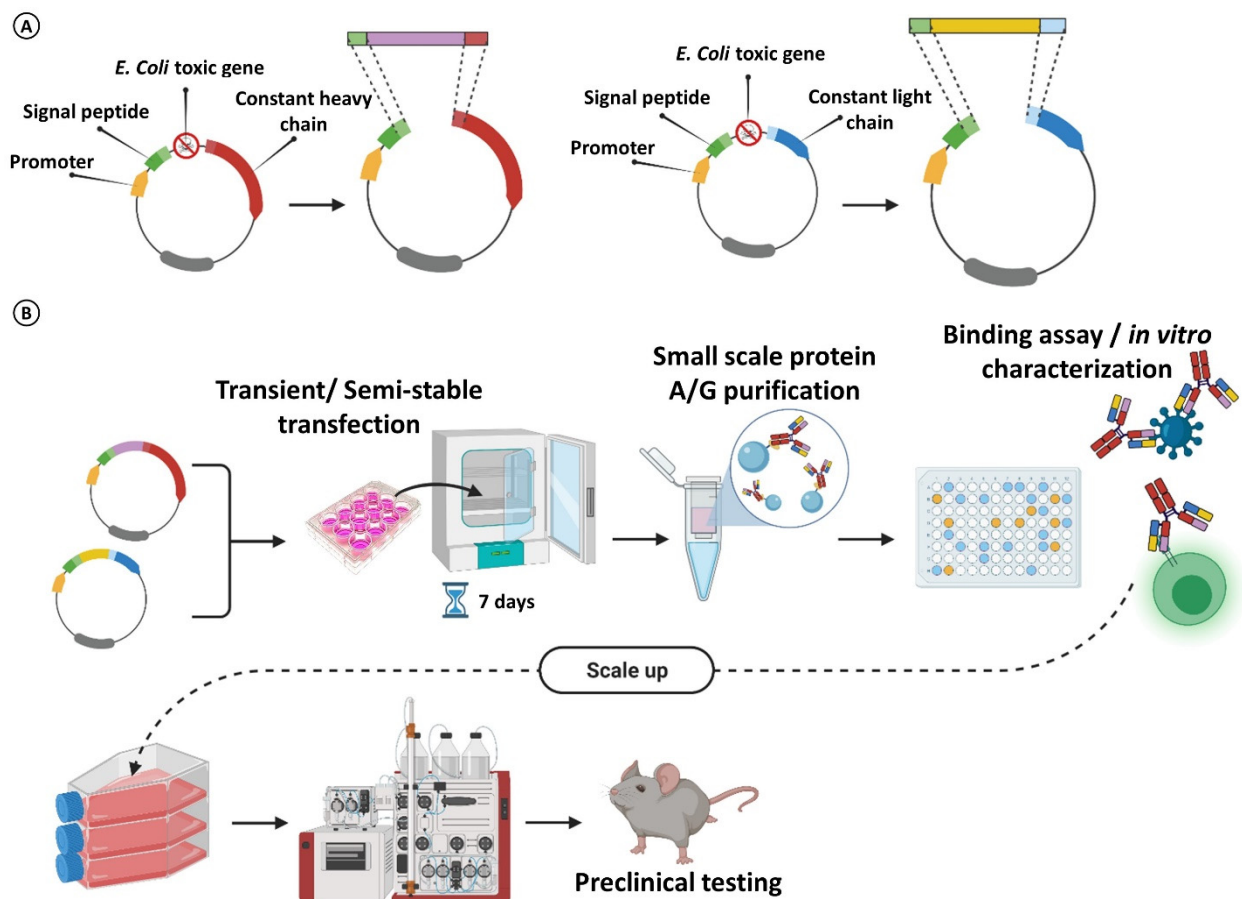 A
E. Coli toxic gene
Signal peptide
Constant heavy
chain
Promoter
E. Coli toxic gene
Signal peptide
Constant light
chain
Promoter
B
Transient/ Semi-stable
transfection
7 days
Small scale protein
A/G purification
Binding assay / in vitro
characterization
Scale up
Preclinical testing